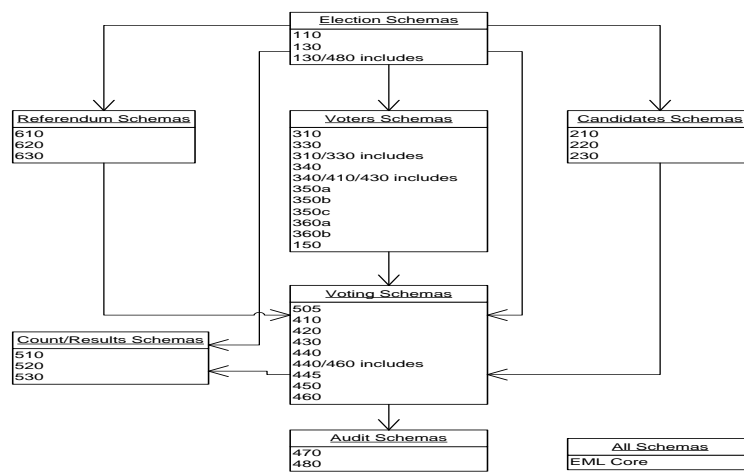 Election Schemas
110
130
130/480 includes
Referendum Schemas
610
620
630
Voters Schemas
310
330
310/330 includes
340
340/410/430 includes
350a
350b
350c
360a
360b
150
Candidates Schemas
210
220
230
Voting Schemas
505
410
420
430
440
440/460 includes
445
450
460
Count/Results Schemas
510
520
530
Audit Schemas
470
480
All Schemas
EML Core